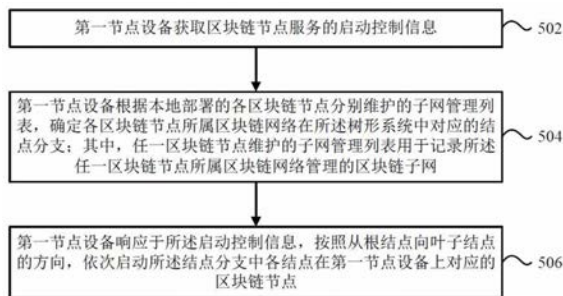 第一节点设备获取区块链节点服务的启动控制信息
502
第一节点设备根据本地部署的各区块链节点分别维护的子网管理列
表，确定各区块链节点所属区块链网络在所述树形系统中对应的结
点分支；其中，任一区块链节点维护的子网管理列表用于记录所述
任一区块链节点所属区块链网络管理的区块链子网
504
第一节点设备响应于所述启动控制信息，按照从根结点向叶子结点
的方向，依次启动所述结点分支中各结点在第一节点设备上对应的
区块链节点
506